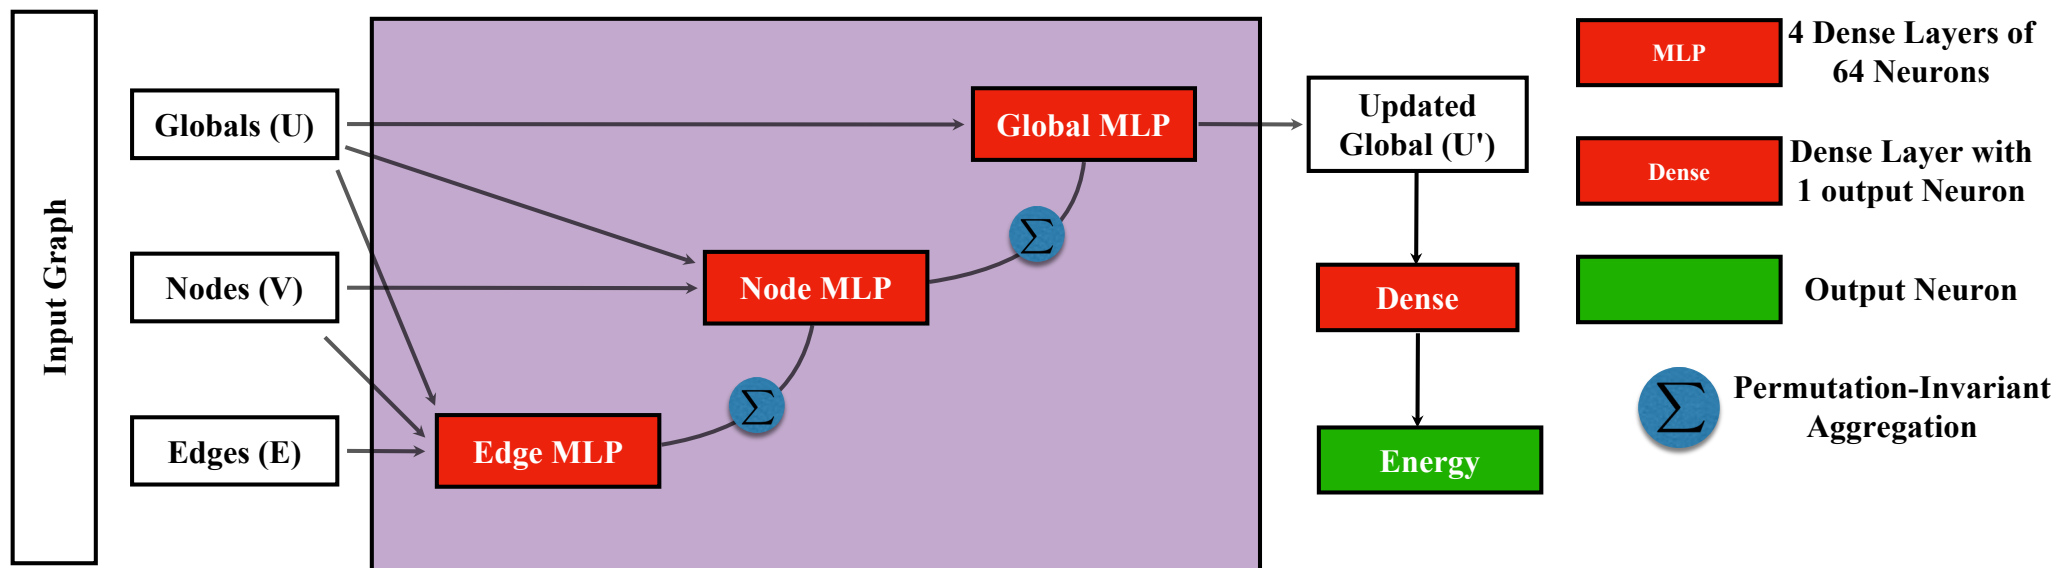 Input Graph
Globals (U)
Nodes (V)
Edges (E)
Global MLP
Σ
Node MLP
Σ
Edge MLP
Updated
Global (U')
Dense
Energy
MLP
4 Dense Layers of
64 Neurons
Dense
Dense Layer with
1 output Neuron
Output Neuron
Σ
Permutation-Invariant
Aggregation